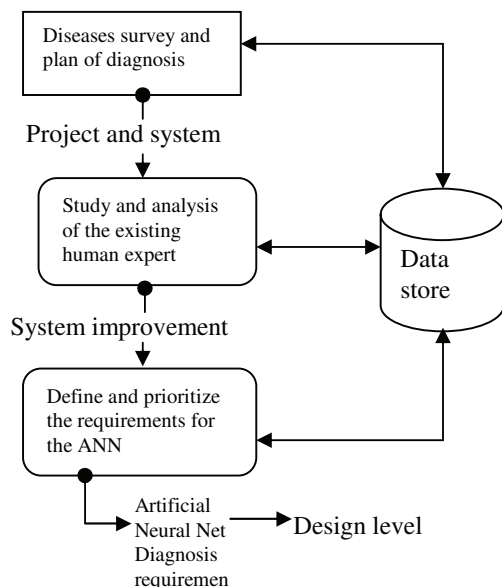 Diseases survey and
plan of diagnosis
Project and system
Study and analysis
of the existing
human expert
Data
store
System improvement
Define and prioritize
the requirements for
the ANN
Artificial
Neural Net
Diagnosis
requiremen
Design level